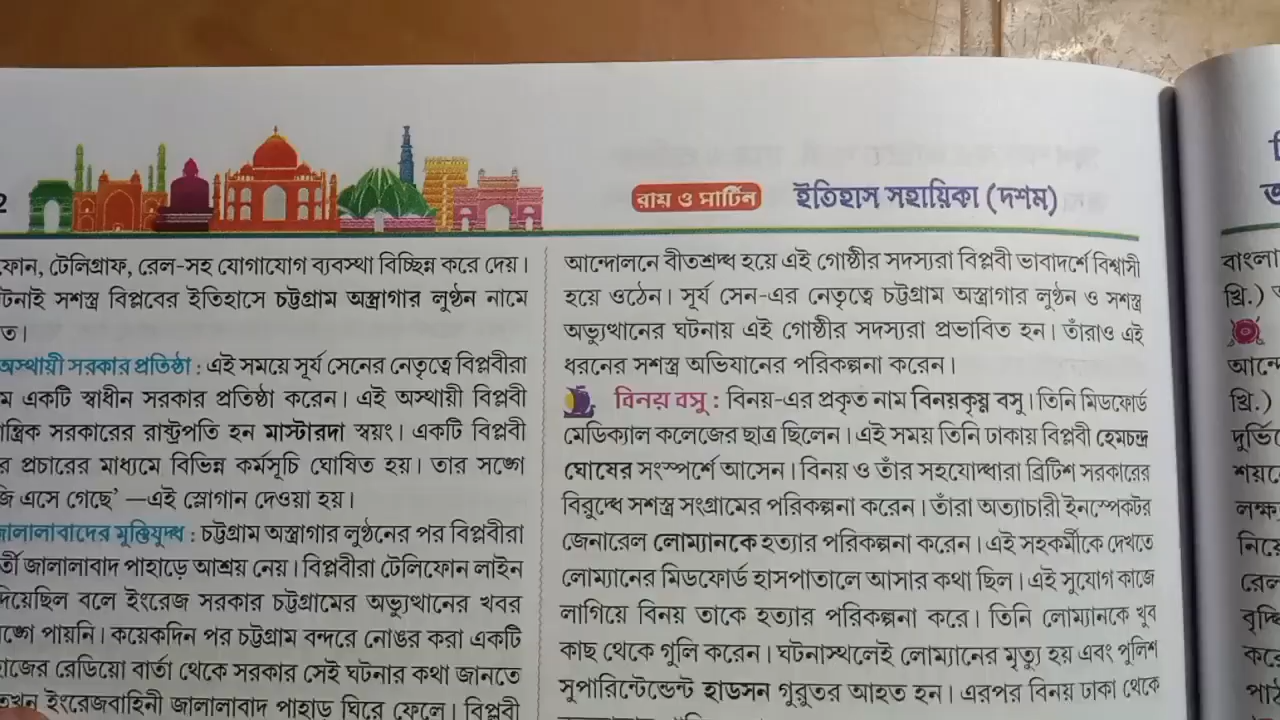 2
রায় ও মার্টিন
ইতিহাস সহায়িকা (দশম)
ফোন, টেলিগ্রাফ, রেল-সহ যোগাযোগ ব্যবস্থা বিচ্ছিন্ন করে দেয়।
টনাই সশস্ত্র বিপ্লবের ইতিহাসে চট্টগ্রাম অস্ত্রাগার লুণ্ঠন নামে
ত।
অস্থায়ী সরকার প্রতিষ্ঠা : এই সময়ে সূর্য সেনের নেতৃত্বে বিপ্লবীরা
ম একটি স্বাধীন সরকার প্রতিষ্ঠা করেন। এই অস্থায়ী বিপ্লবী
ন্ত্রিক সরকারের রাষ্ট্রপতি হন মাস্টারদা স্বয়ং। একটি বিপ্লবী
র প্রচারের মাধ্যমে বিভিন্ন কর্মসূচি ঘোষিত হয়। তার সঙ্গে
জি এসে গেছে’ —এই স্লোগান দেওয়া হয়।
জালালাবাদের মুক্তিযুদ্ধ : চট্টগ্রাম অস্ত্রাগার লুণ্ঠনের পর বিপ্লবীরা
র্তী জালালাবাদ পাহাড়ে আশ্রয় নেয়। বিপ্লবীরা টেলিফোন লাইন
দিয়েছিল বলে ইংরেজ সরকার চট্টগ্রামের অভ্যুত্থানের খবর
ঙ্গে পায়নি। কয়েকদিন পর চট্টগ্রাম বন্দরে নোঙর করা একটি
হাজের রেডিয়ো বার্তা থেকে সরকার সেই ঘটনার কথা জানতে
তখন ইংরেজবাহিনী জালালাবাদ পাহাড় ঘিরে ফেলে। বিপ্লবী
আন্দোলনে বীতশ্রদ্ধ হয়ে এই গোষ্ঠীর সদস্যরা বিপ্লবী ভাবাদর্শে বিশ্বাসী
হয়ে ওঠেন। সূর্য সেন-এর নেতৃত্বে চট্টগ্রাম অস্ত্রাগার লুণ্ঠন ও সশস্ত্র
অভ্যুত্থানের ঘটনায় এই গোষ্ঠীর সদস্যরা প্রভাবিত হন। তাঁরাও এই
ধরনের সশস্ত্র অভিযানের পরিকল্পনা করেন।
বিনয় বসু : বিনয়-এর প্রকৃত নাম বিনয়কৃষ্ণ বসু। তিনি মিডফোর্ড
মেডিক্যাল কলেজের ছাত্র ছিলেন। এই সময় তিনি ঢাকায় বিপ্লবী হেমচন্দ্র
ঘোষের সংস্পর্শে আসেন। বিনয় ও তাঁর সহযোদ্ধারা ব্রিটিশ সরকারের
বিরুদ্ধে সশস্ত্র সংগ্রামের পরিকল্পনা করেন। তাঁরা অত্যাচারী ইনস্পেকটর
জেনারেল লোম্যানকে হত্যার পরিকল্পনা করেন। এই সহকর্মীকে দেখতে
লোম্যানের মিডফোর্ড হাসপাতালে আসার কথা ছিল। এই সুযোগ কাজে
লাগিয়ে বিনয় তাকে হত্যার পরিকল্পনা করে। তিনি লোম্যানকে খুব
কাছ থেকে গুলি করেন। ঘটনাস্থলেই লোম্যানের মৃত্যু হয় এবং পুলিশ
সুপারিন্টেন্ডেন্ট হাডসন গুরুতর আহত হন। এরপর বিনয় ঢাকা থেকে
বাংলা
খ্রি.)
আন্দে
খ্রি.)
দুর্ভি
শয়ে
লক্ষ
নিয়ে
রেল
বৃদ্ধি
করে
পাঠ